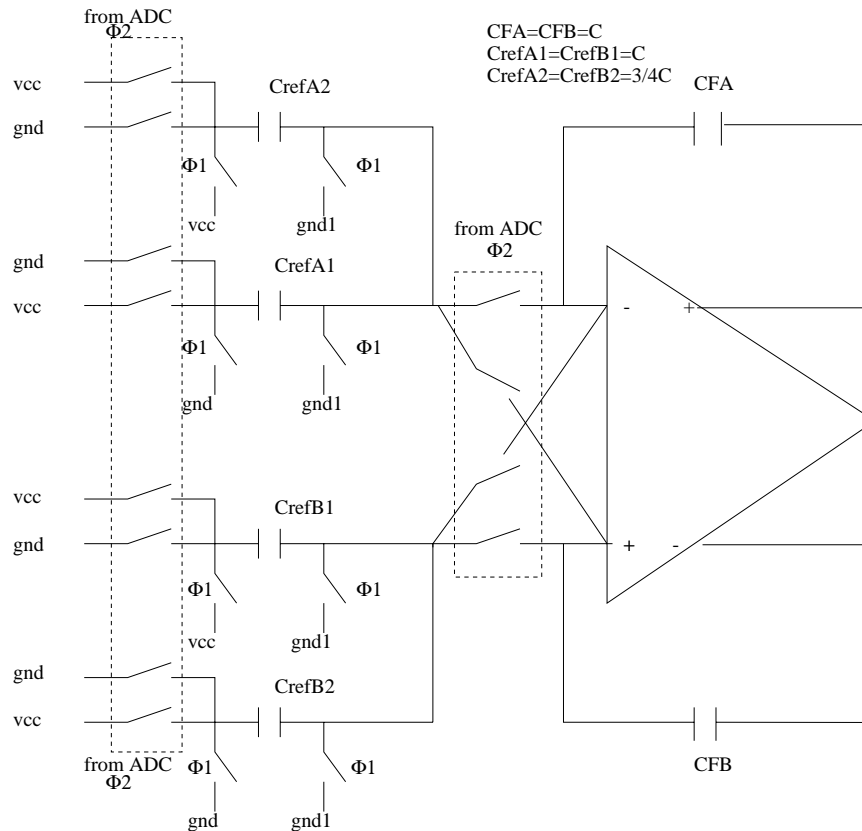 from ADC
Φ2
CFA=CFB=C
CrefA1=CrefB1=C
CrefA2=CrefB2=3/4C
vcc
CrefA2
CFA
gnd
Φ1
Φ1
vcc
gnd1
from ADC
Φ2
gnd
CrefA1
vcc
-
+
Φ1
Φ1
gnd
gnd1
vcc
CrefB1
gnd
+
-
Φ1
Φ1
vcc
gnd1
gnd
CrefB2
vcc
CFB
from ADC
Φ2
Φ1
Φ1
gnd
gnd1